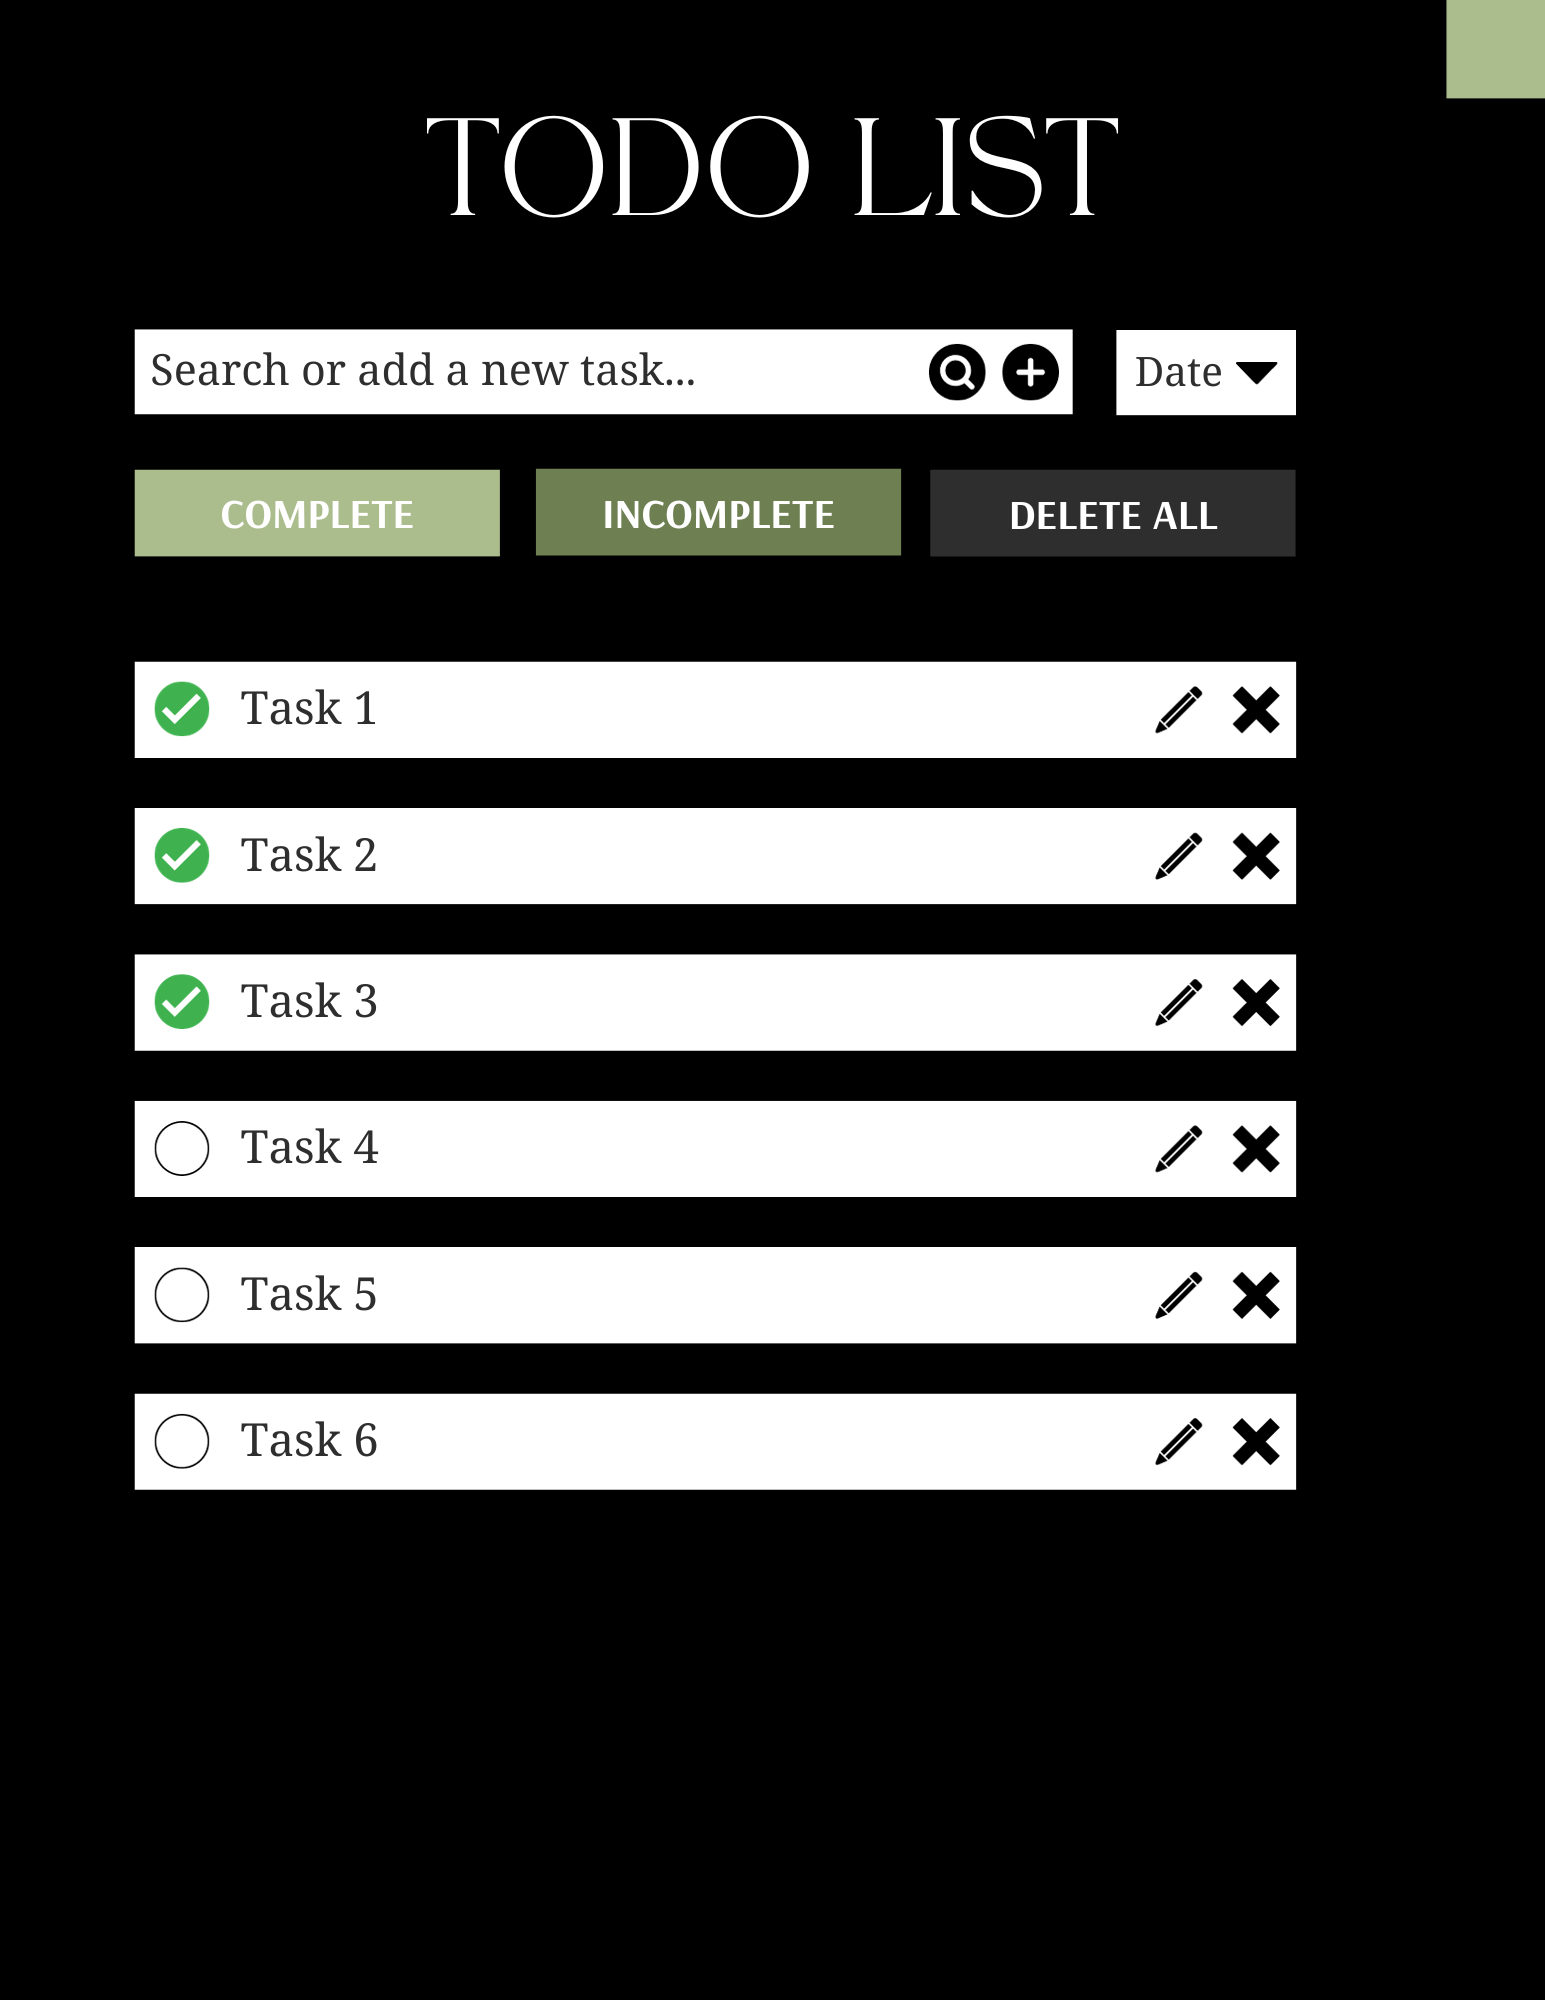 TODO LIST
Search or add a new task...
Date
COMPLETE
INCOMPLETE
DELETE ALL
Task 1
Task 2
Task 3
Task 4
Task 5
Task 6